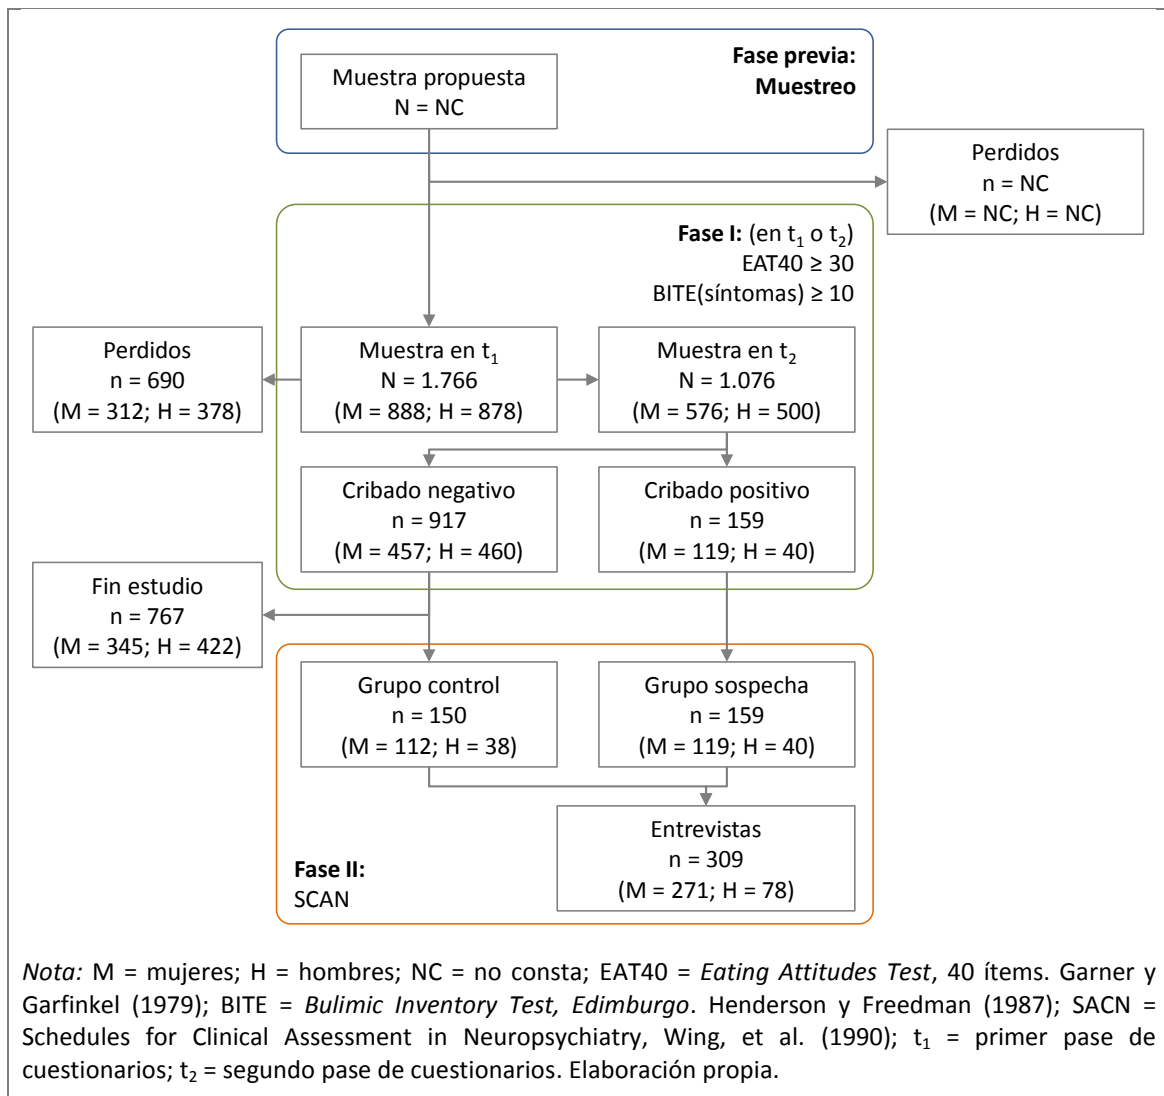 Fase previa:
Muestreo
Muestra propuesta
N = NC
Perdidos
n = NC
(M = NC; H = NC)
Fase I: (en t₁ o t₂)
EAT40 ≥ 30
BITE(síntomas) ≥ 10
Perdidos
n = 690
(M = 312; H = 378)
Muestra en t₁
N = 1.766
(M = 888; H = 878)
Muestra en t₂
N = 1.076
(M = 576; H = 500)
Cribado negativo
n = 917
(M = 457; H = 460)
Cribado positivo
n = 159
(M = 119; H = 40)
Fin estudio
n = 767
(M = 345; H = 422)
Grupo control
n = 150
(M = 112; H = 38)
Grupo sospecha
n = 159
(M = 119; H = 40)
Entrevistas
n = 309
(M = 271; H = 78)
Fase II:
SCAN
Nota: M = mujeres; H = hombres; NC = no consta; EAT40 = Eating Attitudes Test, 40 ítems. Garner y
Garfinkel (1979); BITE = Bulimic Inventory Test, Edimburgo. Henderson y Freedman (1987); SACN =
Schedules for Clinical Assessment in Neuropsychiatry, Wing, et al. (1990); t₁ = primer pase de
cuestionarios; t₂ = segundo pase de cuestionarios. Elaboración propia.